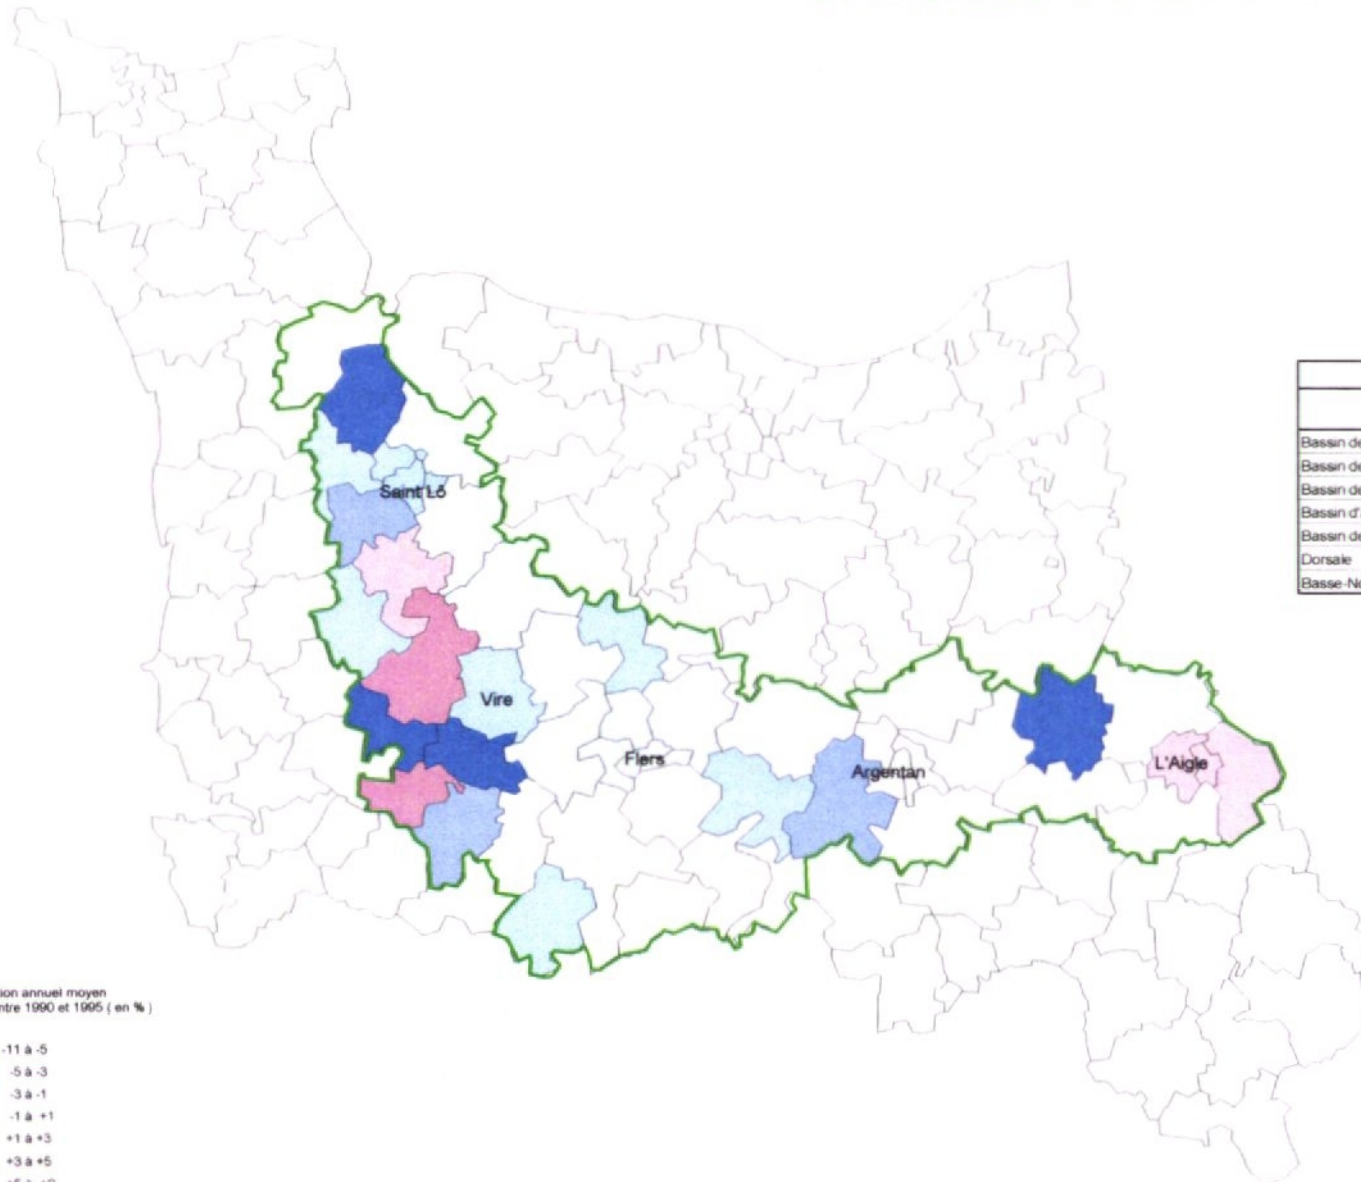 Bassin de
Bassin de
Bassin de
Bassin d'
Bassin de
Dorsale
Basse-No
Saint Lô
Vire
Flers
Argentan
L'Aigle
ion annuel moyen
ntre 1990 et 1995 ( en % )
-11 à -5
-5 à -3
-3 à -1
-1 à +1
+1 à +3
+3 à +5